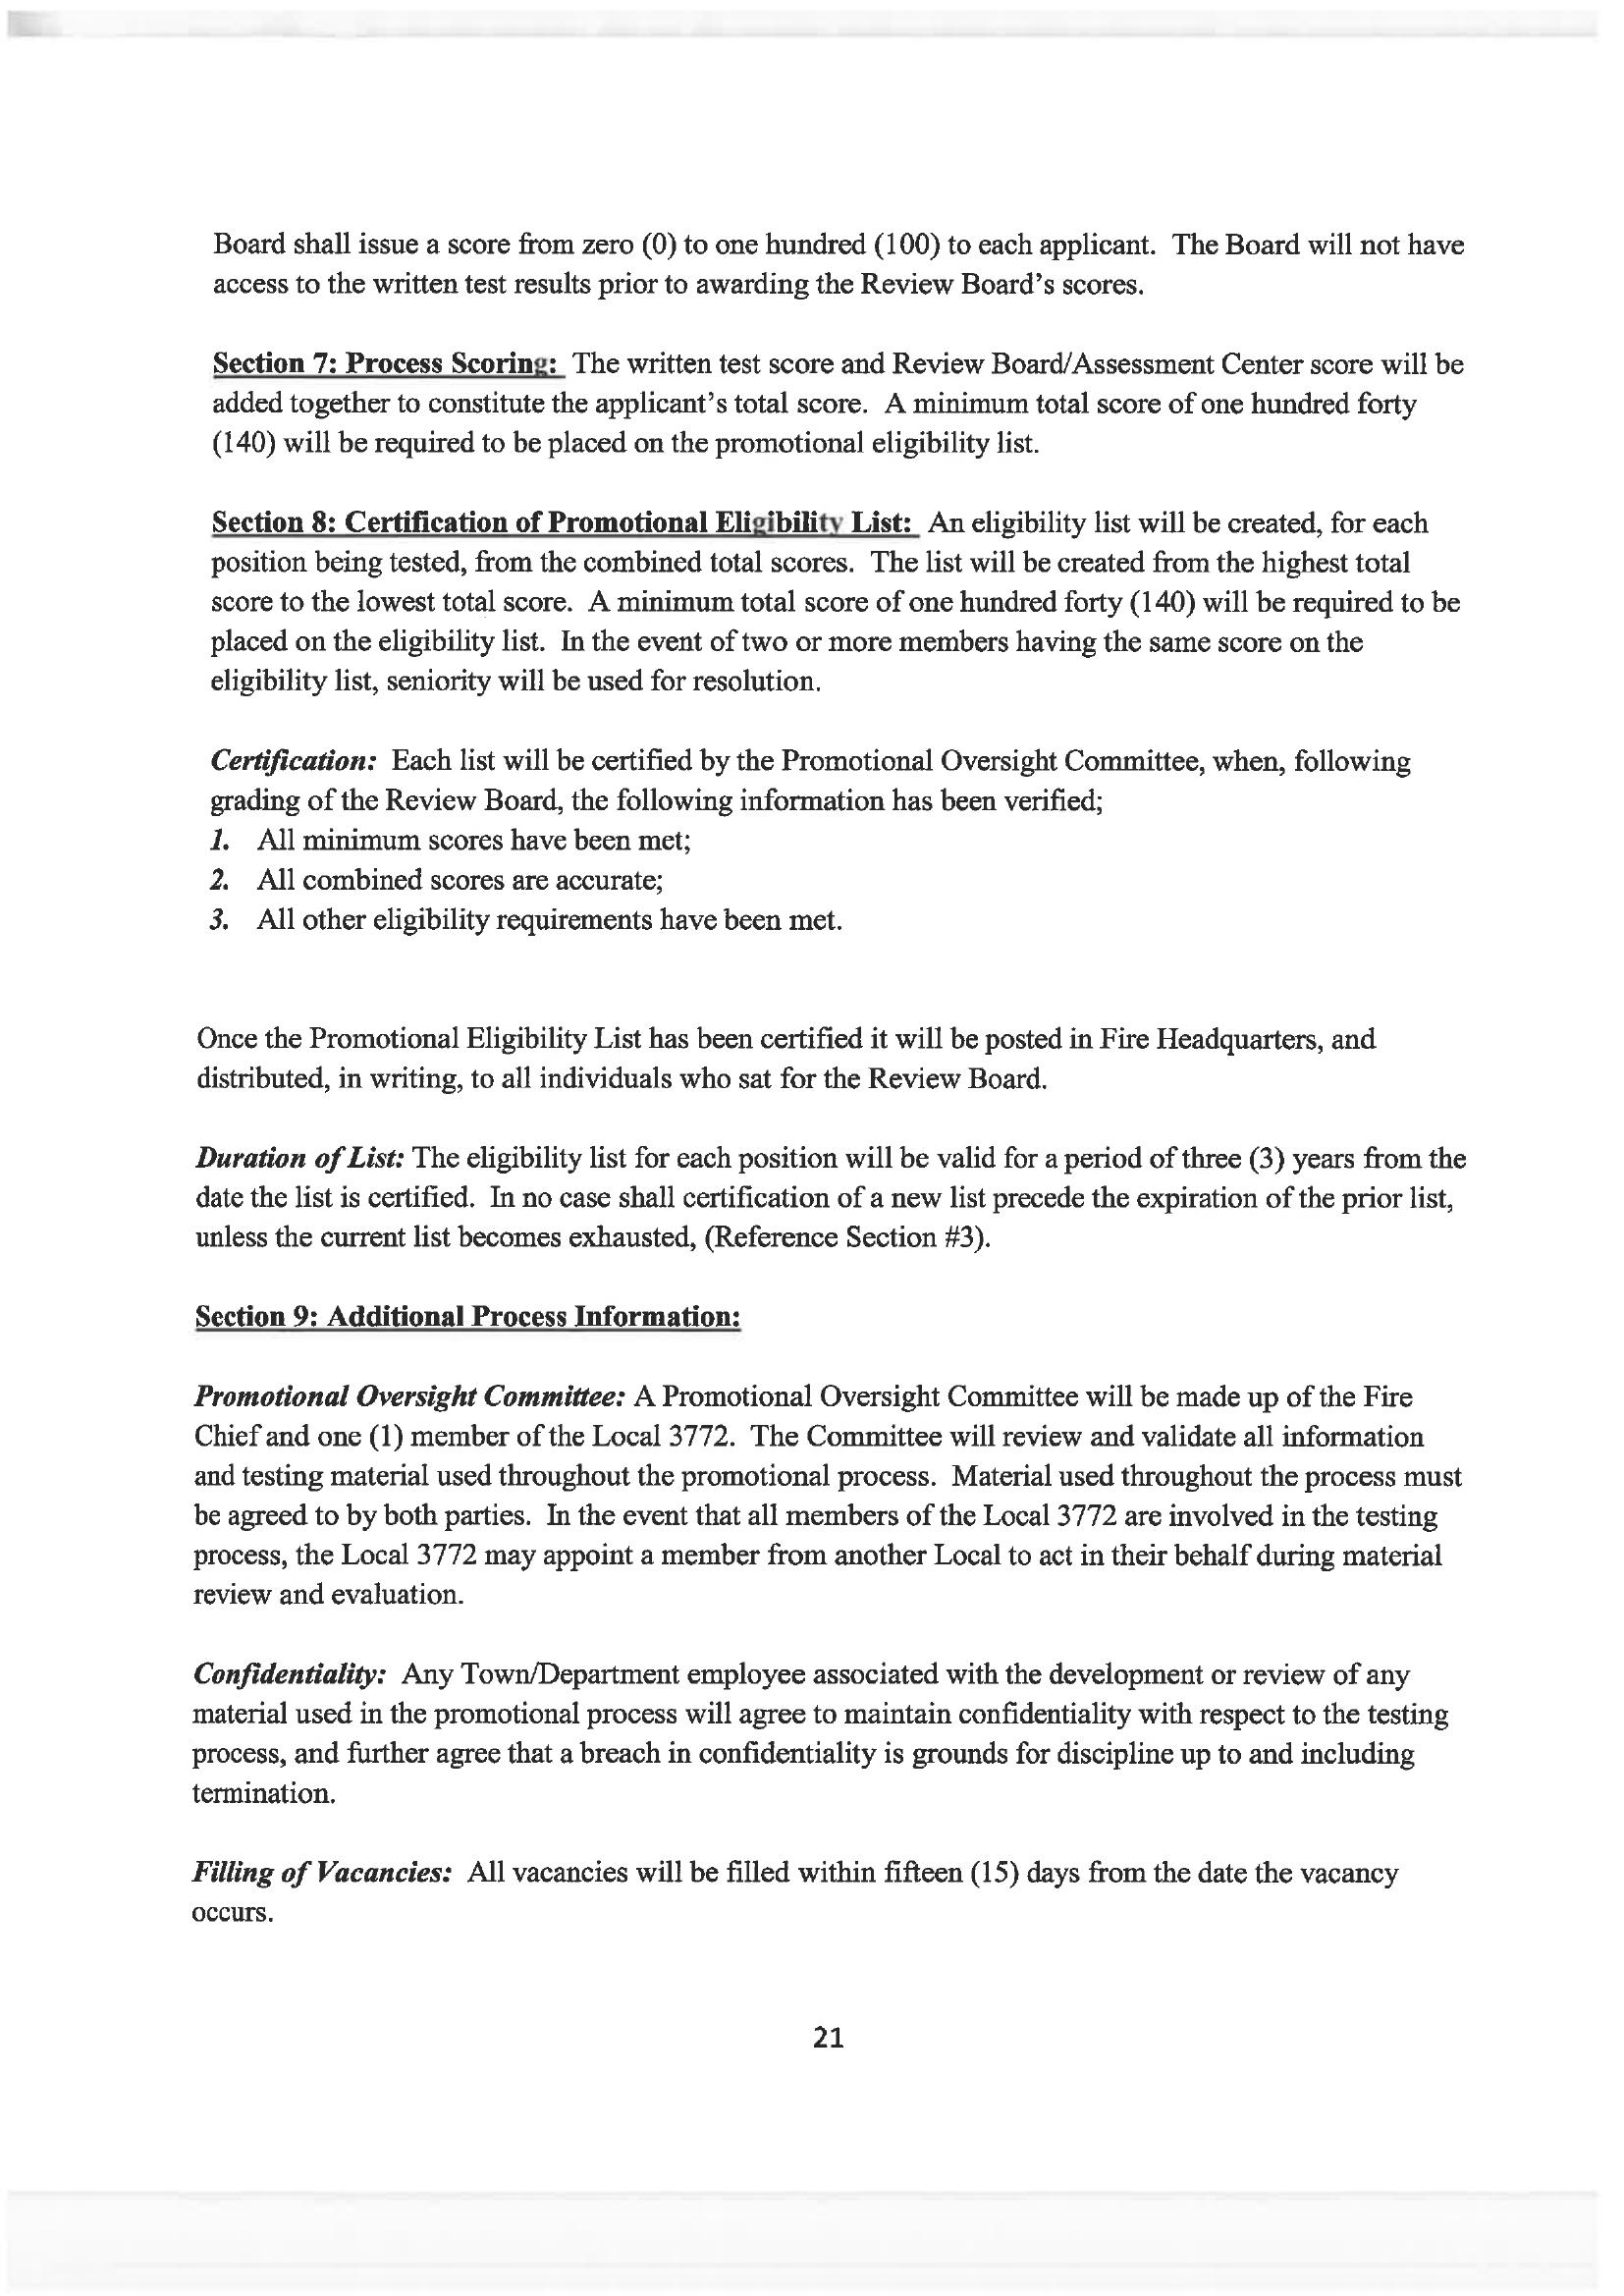 Board shall issue a score from zero (0) to one hundred (100) to each applicant.  The Board will not have
access to the written test results prior to awarding the Review Board's scores.
Section 7: Process Scoring:  The written test score and Review Board/Assessment Center score will be
added together to constitute the applicant's total score.  A minimum total score of one hundred forty
(140) will be required to be placed on the promotional eligibility list.
Section 8: Certification of Promotional Eligibility List:  An eligibility list will be created, for each
position being tested, from the combined total scores.  The list will be created from the highest total
score to the lowest total score.  A minimum total score of one hundred forty (140) will be required to be
placed on the eligibility list.  In the event of two or more members having the same score on the
eligibility list, seniority will be used for resolution.
Certification:  Each list will be certified by the Promotional Oversight Committee, when, following
grading of the Review Board, the following information has been verified;
1.  All minimum scores have been met;
2.  All combined scores are accurate;
3.  All other eligibility requirements have been met.
Once the Promotional Eligibility List has been certified it will be posted in Fire Headquarters, and
distributed, in writing, to all individuals who sat for the Review Board.
Duration of List: The eligibility list for each position will be valid for a period of three (3) years from the
date the list is certified.  In no case shall certification of a new list precede the expiration of the prior list,
unless the current list becomes exhausted, (Reference Section #3).
Section 9: Additional Process Information:
Promotional Oversight Committee: A Promotional Oversight Committee will be made up of the Fire
Chief and one (1) member of the Local 3772.  The Committee will review and validate all information
and testing material used throughout the promotional process.  Material used throughout the process must
be agreed to by both parties.  In the event that all members of the Local 3772 are involved in the testing
process, the Local 3772 may appoint a member from another Local to act in their behalf during material
review and evaluation.
Confidentiality:  Any Town/Department employee associated with the development or review of any
material used in the promotional process will agree to maintain confidentiality with respect to the testing
process, and further agree that a breach in confidentiality is grounds for discipline up to and including
termination.
Filling of Vacancies:  All vacancies will be filled within fifteen (15) days from the date the vacancy
occurs.
21